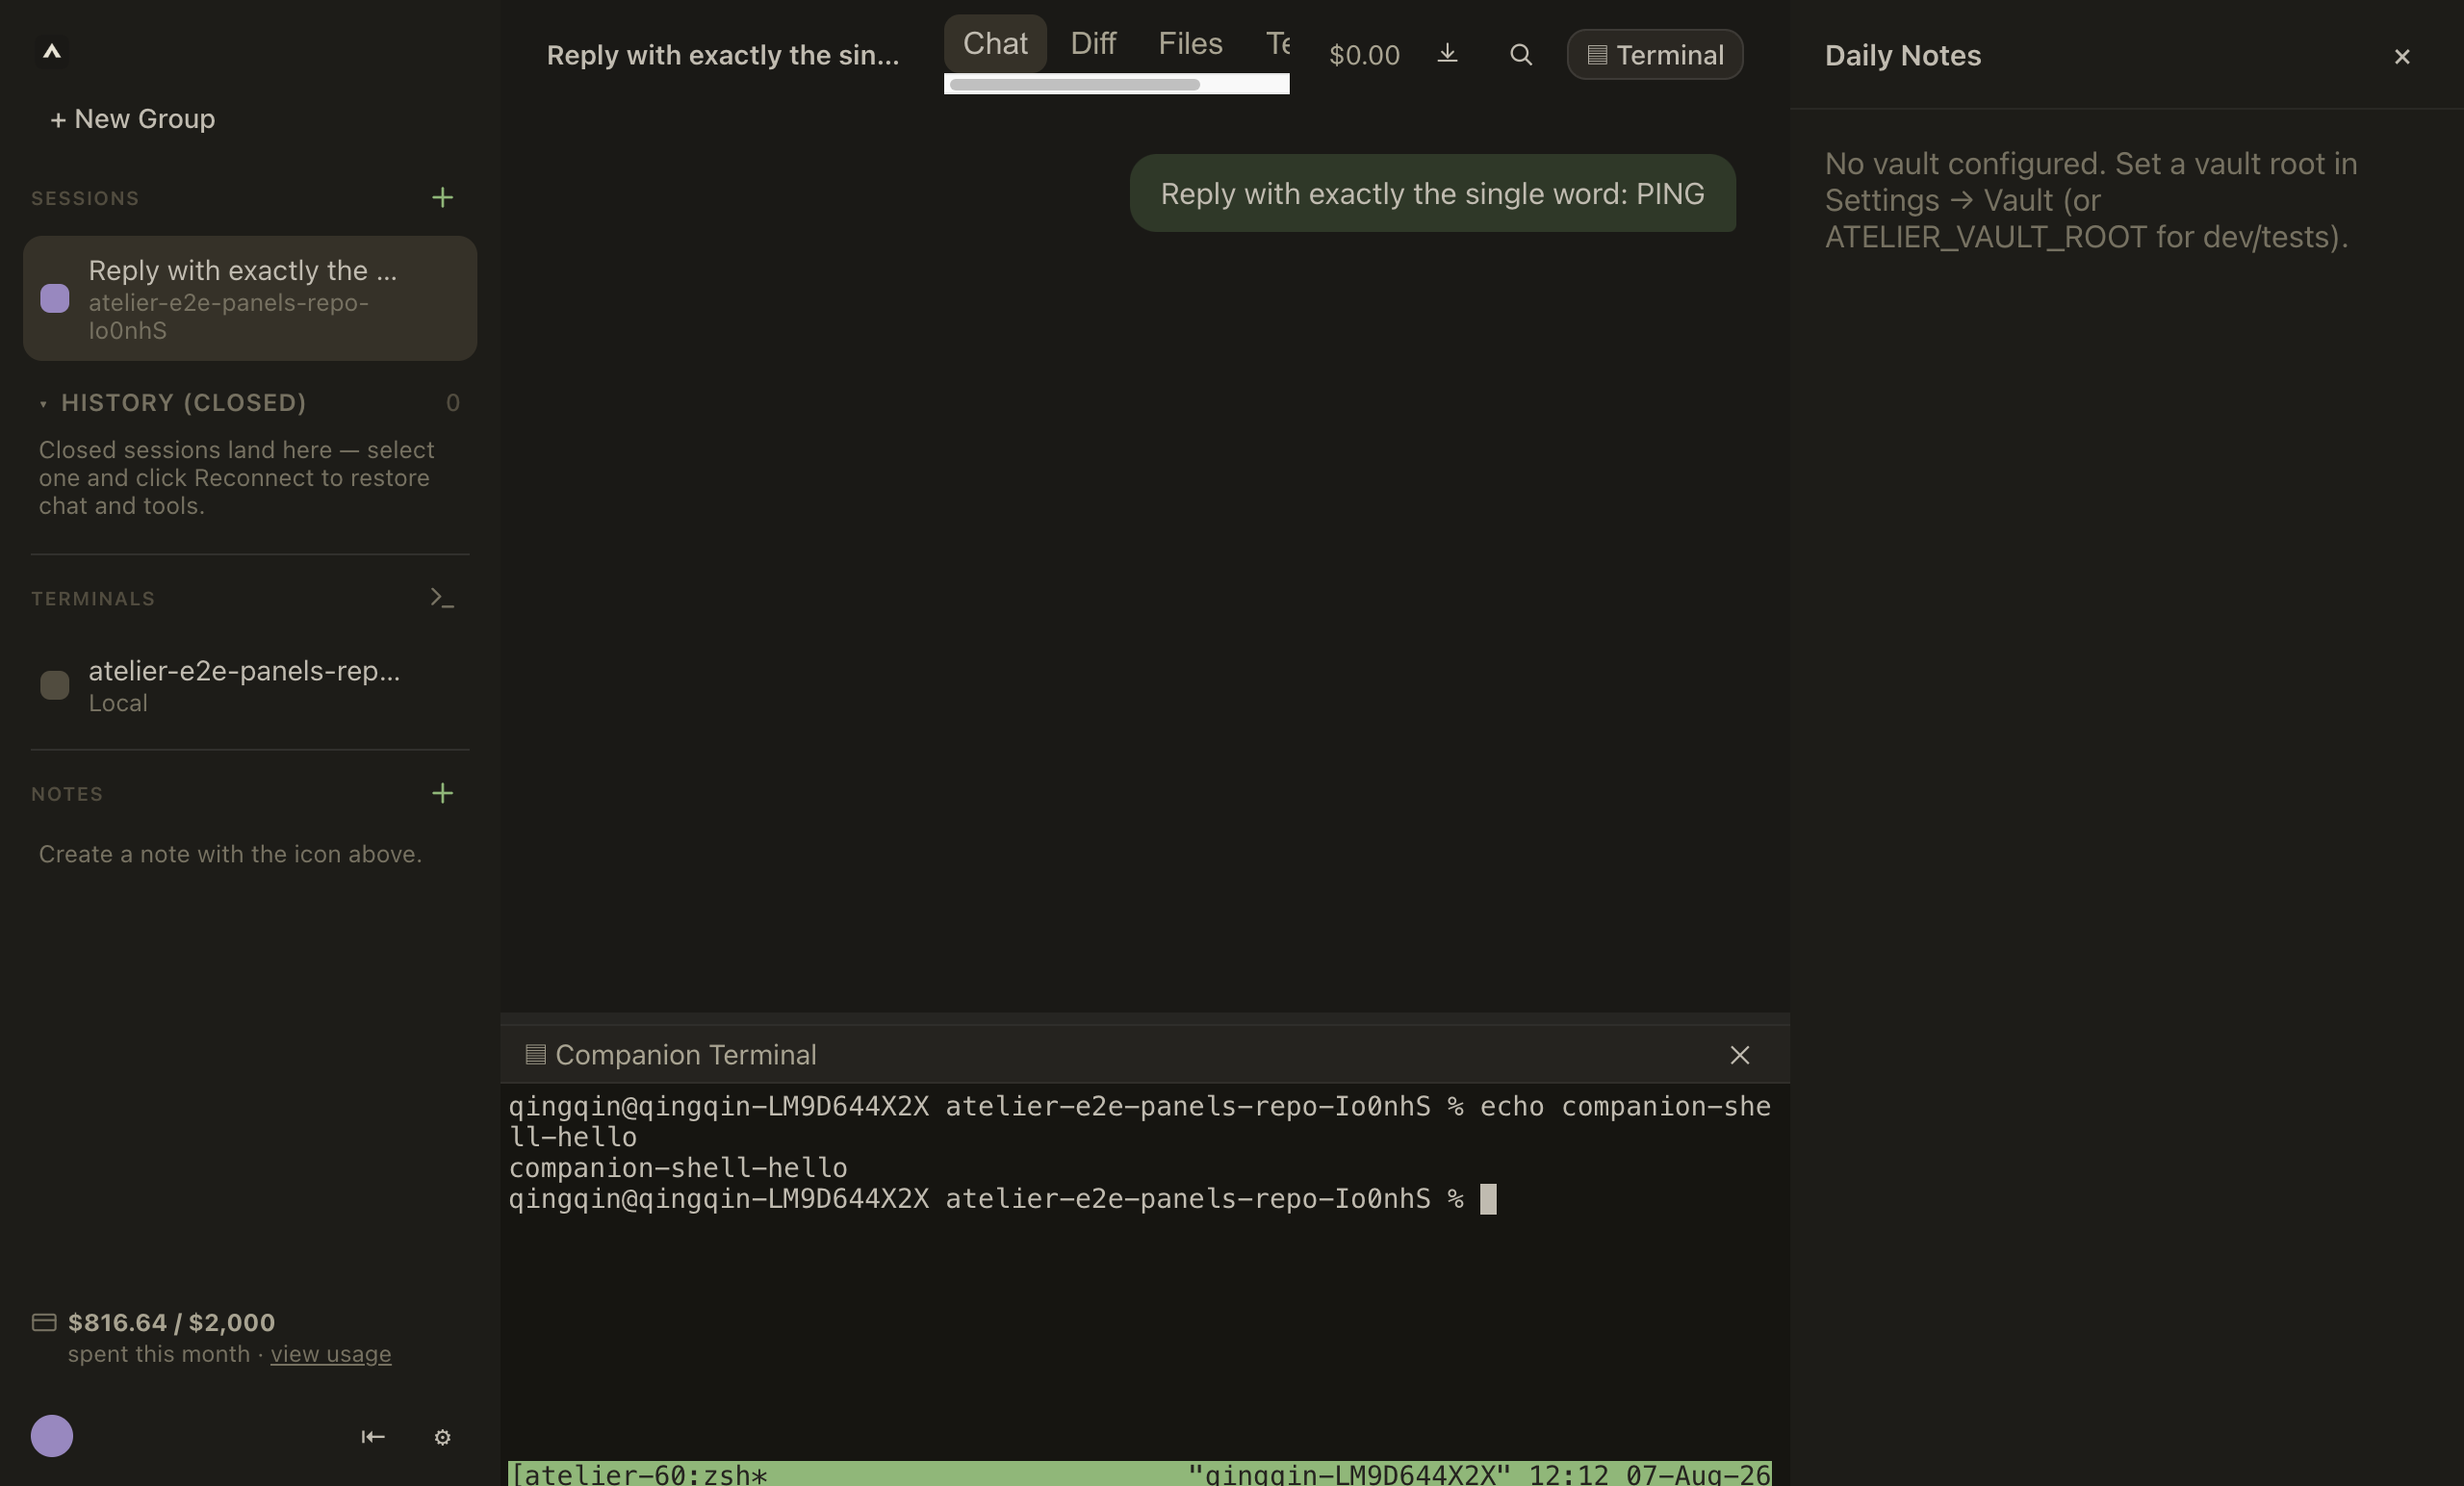 + New Group
SESSIONS
Reply with exactly the ...
atelier-e2e-panels-repo-
Io0nhS
HISTORY (CLOSED) 0
Closed sessions land here — select
one and click Reconnect to restore
chat and tools.
TERMINALS
atelier-e2e-panels-rep...
Local
NOTES
Create a note with the icon above.
$816.64 / $2,000
spent this month · view usage
Reply with exactly the sin...
Chat Diff Files Te
$0.00
Terminal
Reply with exactly the single word: PING
Companion Terminal
qingqin@qingqin-LM9D644X2X atelier-e2e-panels-repo-Io0nhS % echo companion-she
ll-hello
companion-shell-hello
qingqin@qingqin-LM9D644X2X atelier-e2e-panels-repo-Io0nhS %
[atelier-60:zsh* "qingqin-LM9D644X2X" 12:12 07-Aug-26
Daily Notes
No vault configured. Set a vault root in
Settings → Vault (or
ATELIER_VAULT_ROOT for dev/tests).